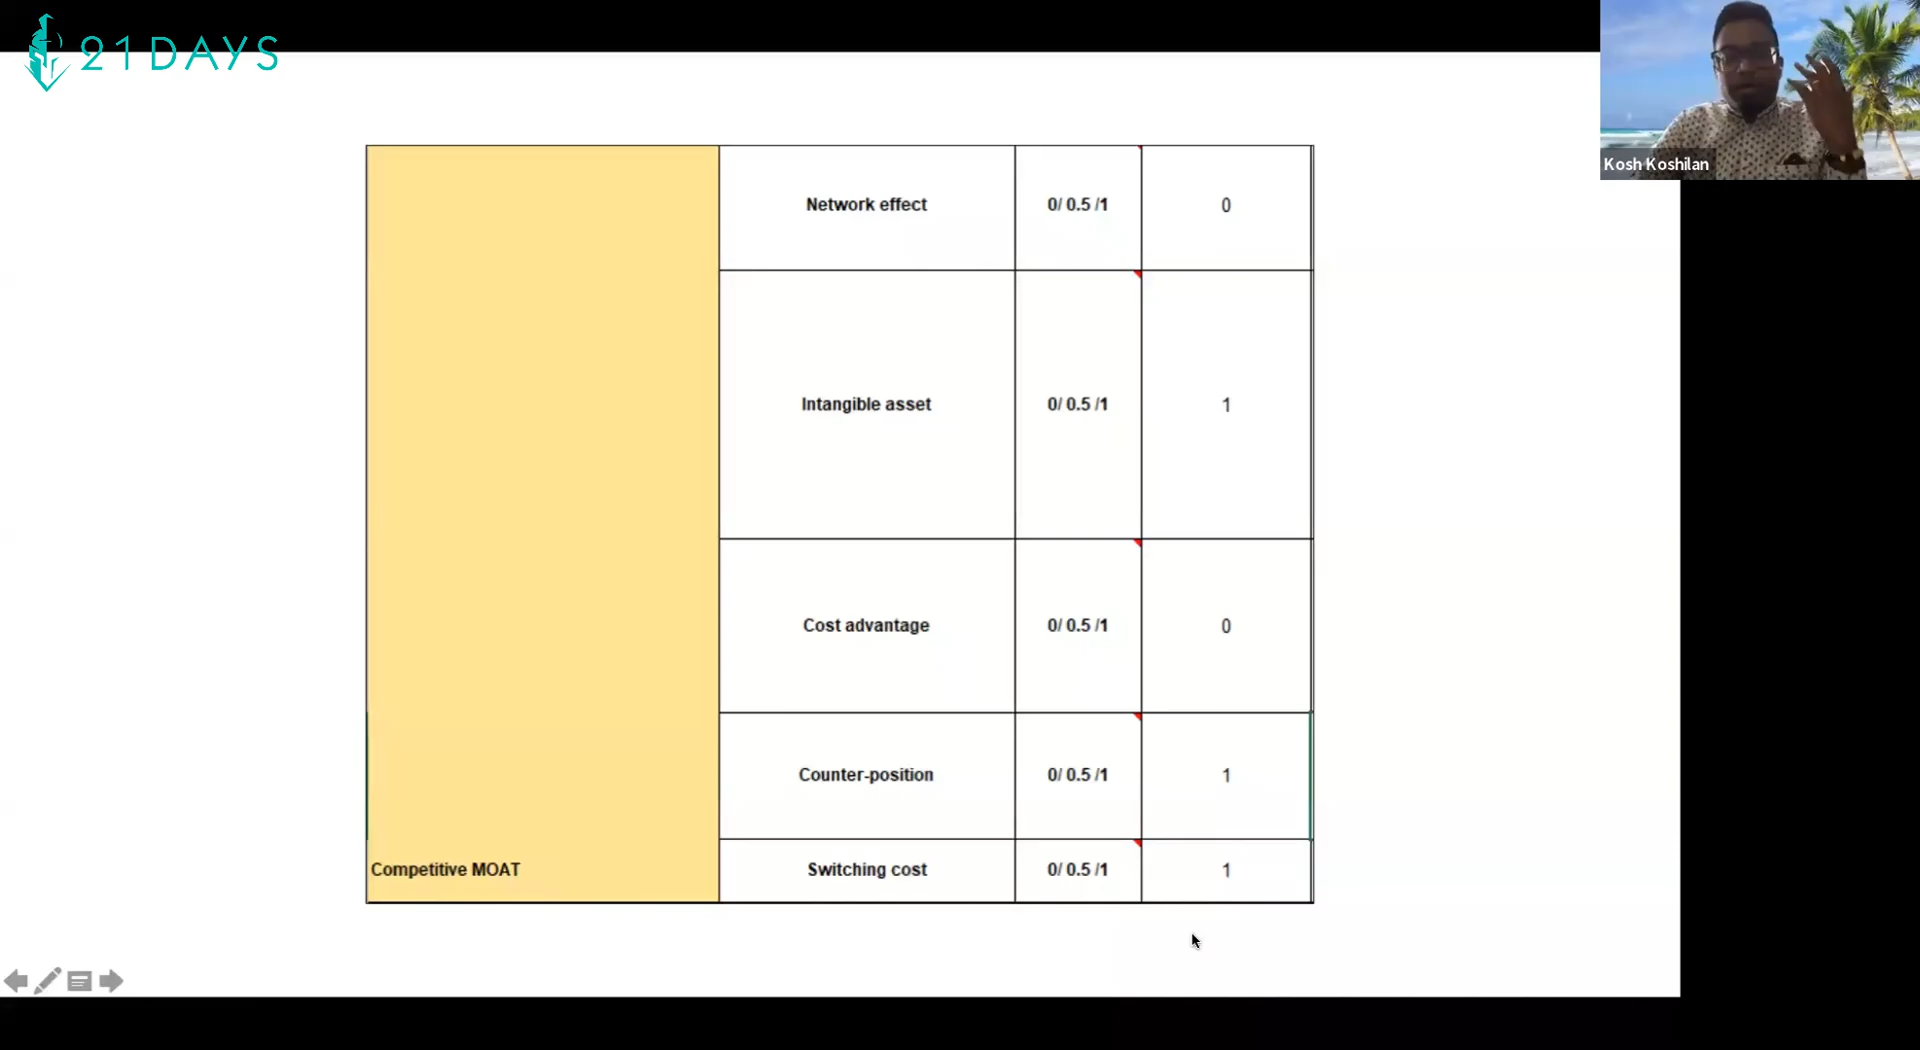 21DAYS
Kosh Koshilan
Network effect 0/ 0.5 /1 0
Intangible asset 0/ 0.5 /1 1
Cost advantage 0/ 0.5 /1 0
Counter-position 0/ 0.5 /1 1
Competitive MOAT Switching cost 0/ 0.5 /1 1